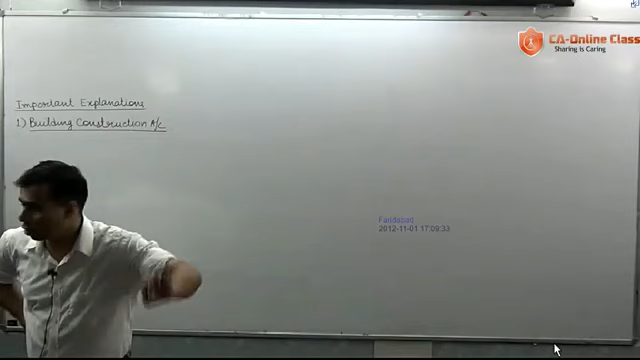 CA-Online Class
Sharing is Caring
Important Explanations
1) Building Construction A/c
Faridabad
2012-11-01 17:09:33